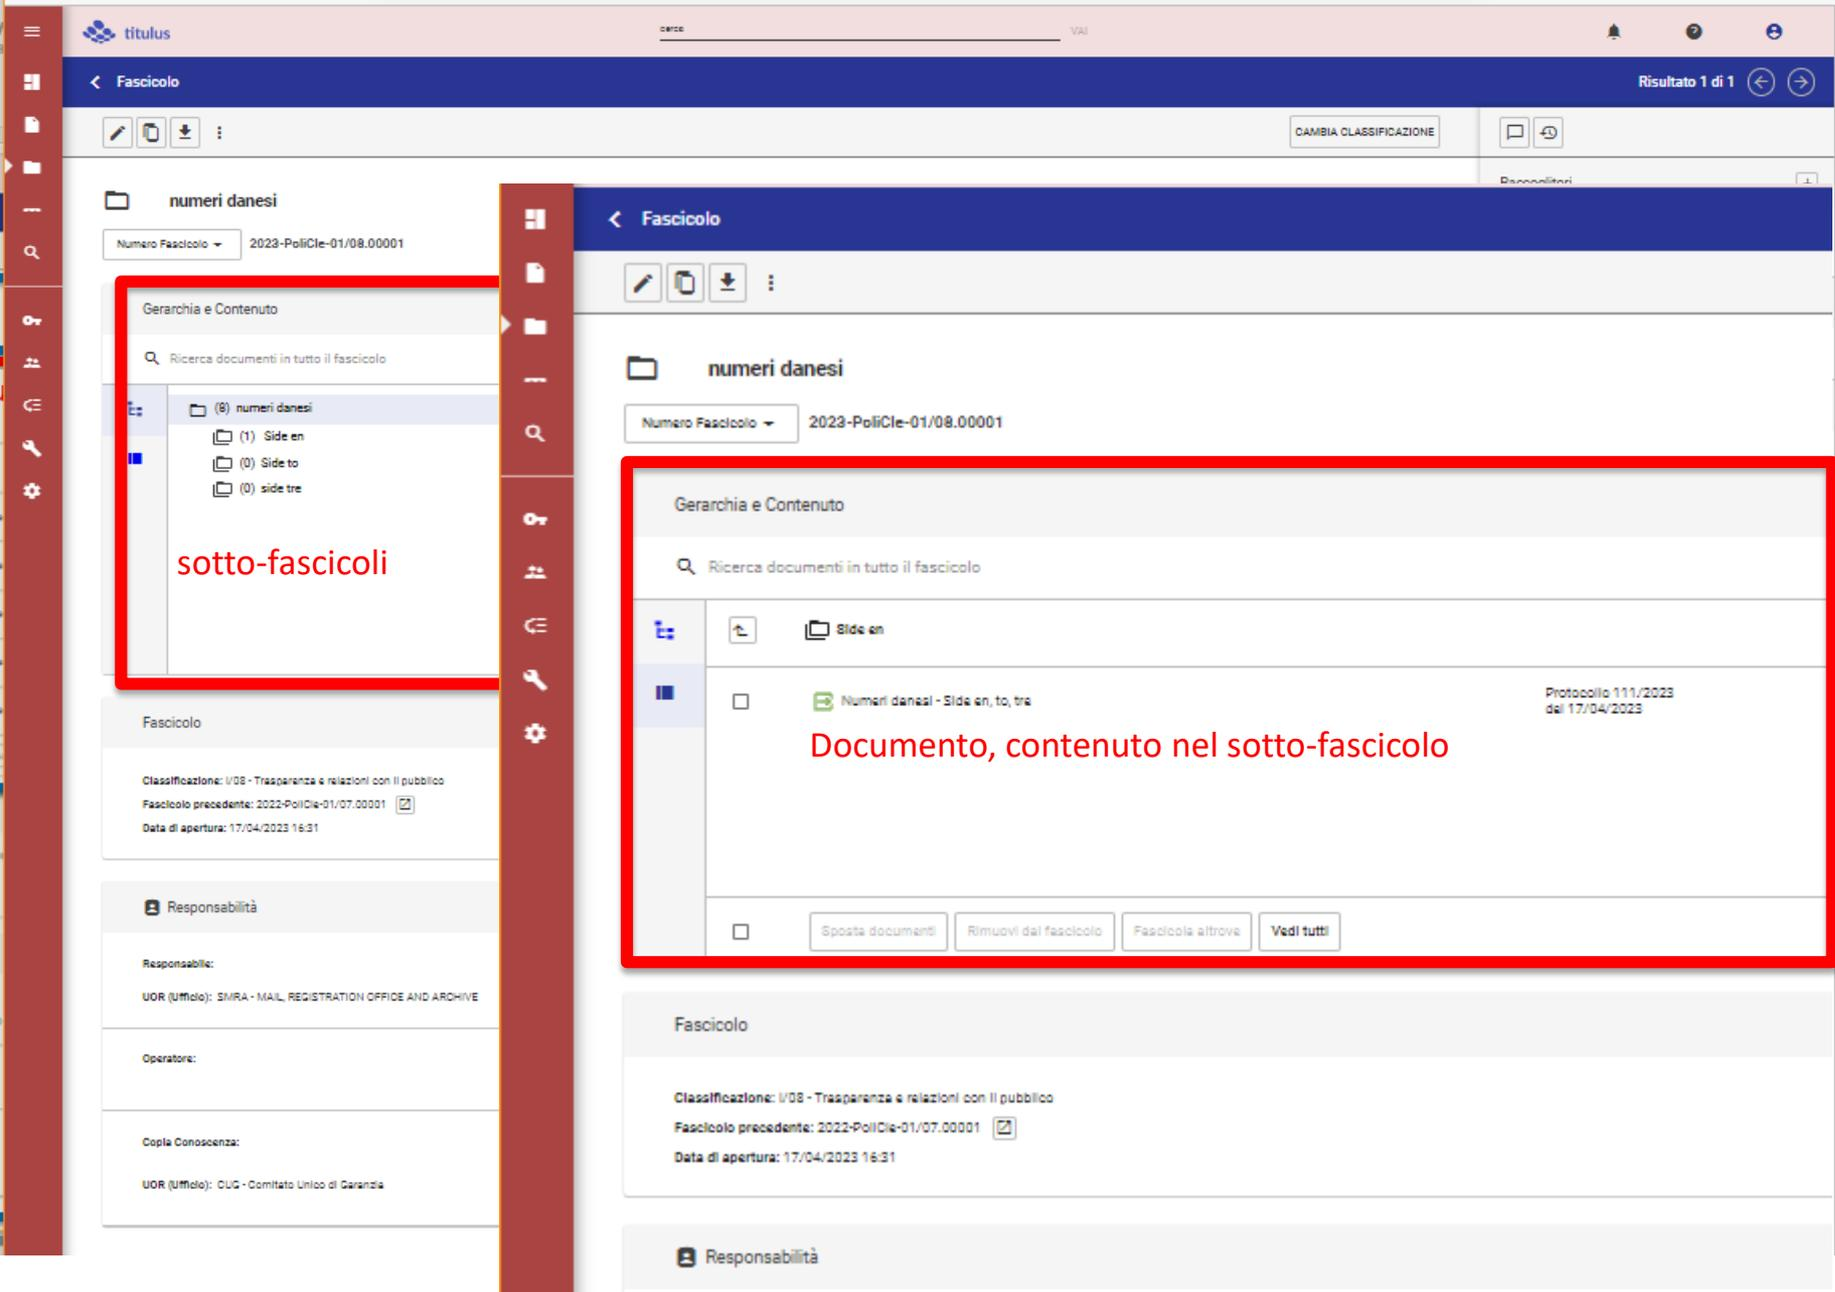 titulus
cerca
VAI
Fascicolo
Risultato 1 di 1
CAMBIA CLASSIFICAZIONE
Raccoglitori
numeri danesi
Numero Fascicolo
2023-PoliCle-01/08.00001
Gerarchia e Contenuto
Ricerca documenti in tutto il fascicolo
(8) numeri danesi
(1) Side en
(0) Side to
(0) side tre
sotto-fascicoli
Fascicolo
Classificazione: I/08 - Trasparenza e relazioni con il pubblico
Fascicolo precedente: 2022-PoliCle-01/07.00001
Data di apertura: 17/04/2023 16:31
Responsabilità
Responsabile:
UOR (Ufficio): SMRA - MAIL, REGISTRATION OFFICE AND ARCHIVE
Operatore:
Copia Conoscenza:
UOR (Ufficio): CUG - Comitato Unico di Garanzia
Fascicolo
numeri danesi
Numero Fascicolo
2023-PoliCle-01/08.00001
Gerarchia e Contenuto
Ricerca documenti in tutto il fascicolo
Side en
Numeri danesi - Side en, to, tre
Protocollo 111/2023
del 17/04/2023
Documento, contenuto nel sotto-fascicolo
Sposta documenti
Rimuovi dal fascicolo
Fascicola altrove
Vedi tutti
Fascicolo
Classificazione: I/08 - Trasparenza e relazioni con il pubblico
Fascicolo precedente: 2022-PoliCle-01/07.00001
Data di apertura: 17/04/2023 16:31
Responsabilità